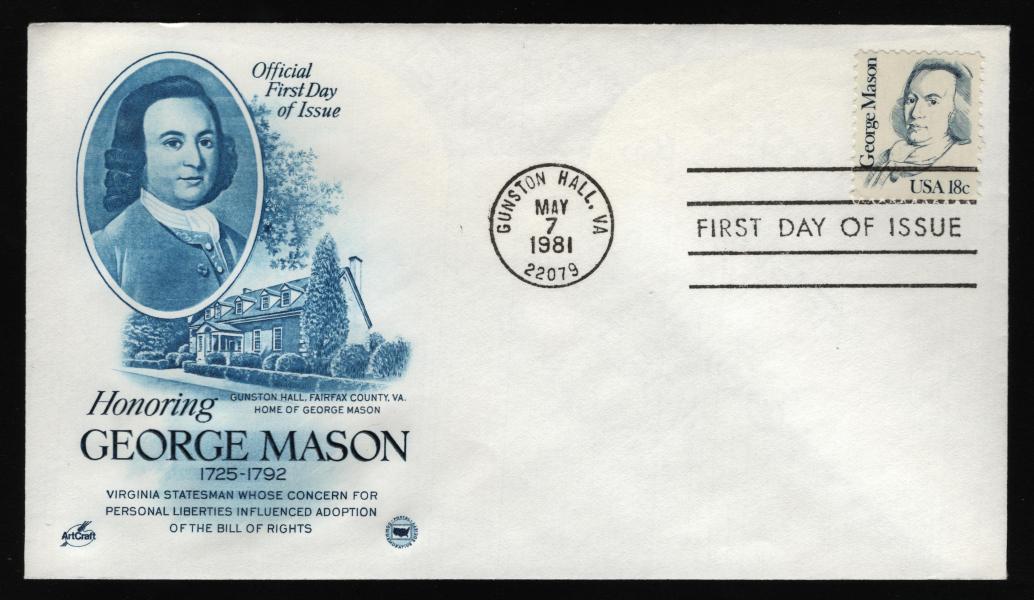 Official
First Day
of Issue
George Mason
USA 18c
GUNSTON HALL, VA
MAY
7
1981
22079
FIRST DAY OF ISSUE
Honoring
GUNSTON HALL, FAIRFAX COUNTY, VA.
HOME OF GEORGE MASON
GEORGE MASON
1725-1792
VIRGINIA STATESMAN WHOSE CONCERN FOR
PERSONAL LIBERTIES INFLUENCED ADOPTION
OF THE BILL OF RIGHTS
ArtCraft